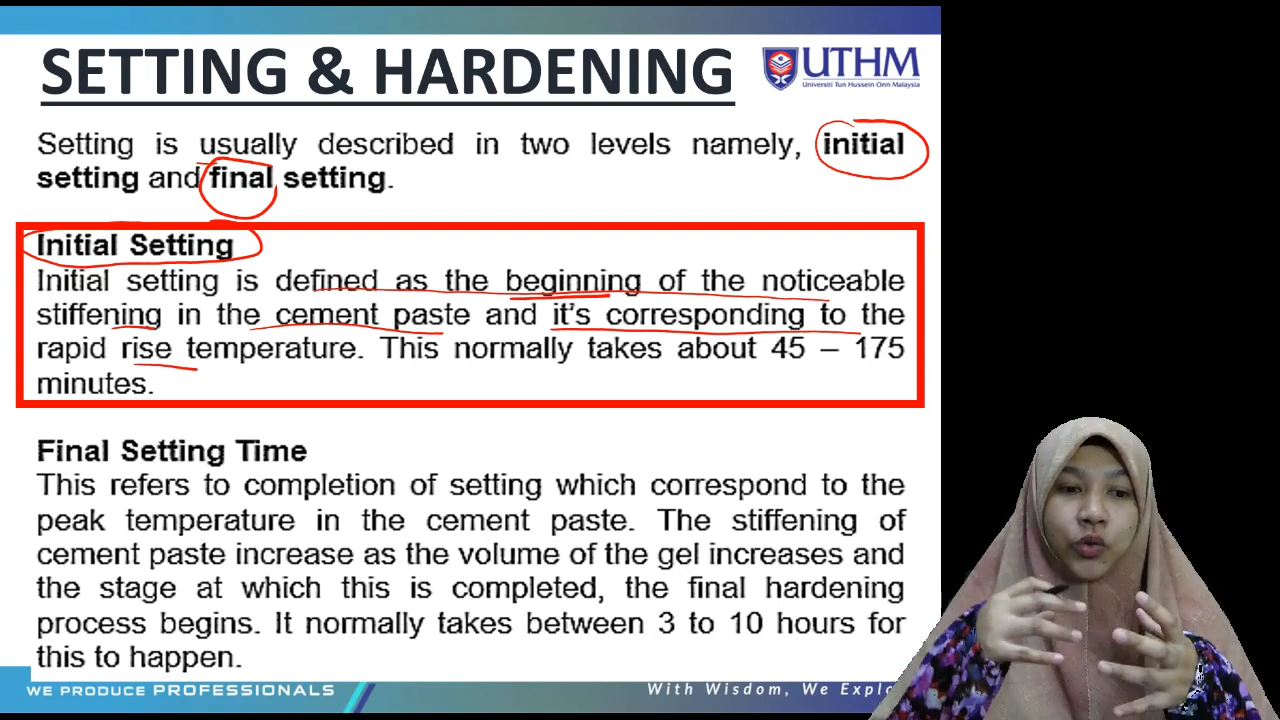 SETTING & HARDENING
UTHM
Universiti Tun Hussein Onn Malaysia
Setting is usually described in two levels namely, initial
setting and final setting.
Initial Setting
Initial setting is defined as the beginning of the noticeable
stiffening in the cement paste and it's corresponding to the
rapid rise temperature. This normally takes about 45 – 175
minutes.
Final Setting Time
This refers to completion of setting which correspond to the
peak temperature in the cement paste. The stiffening of
cement paste increase as the volume of the gel increases and
the stage at which this is completed, the final hardening
process begins. It normally takes between 3 to 10 hours for
this to happen.
WE PRODUCE PROFESSIONALS
With Wisdom, We Explo